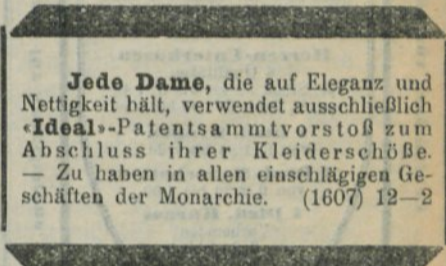 Jede Dame, die auf Eleganz und
Nettigkeit hält, verwendet ausschließlich
«Ideal»-Patentsammtvorstoß zum
Abschluss ihrer Kleiderschöße.
— Zu haben in allen einschlägigen Ge-
schäften der Monarchie. (1607) 12—2